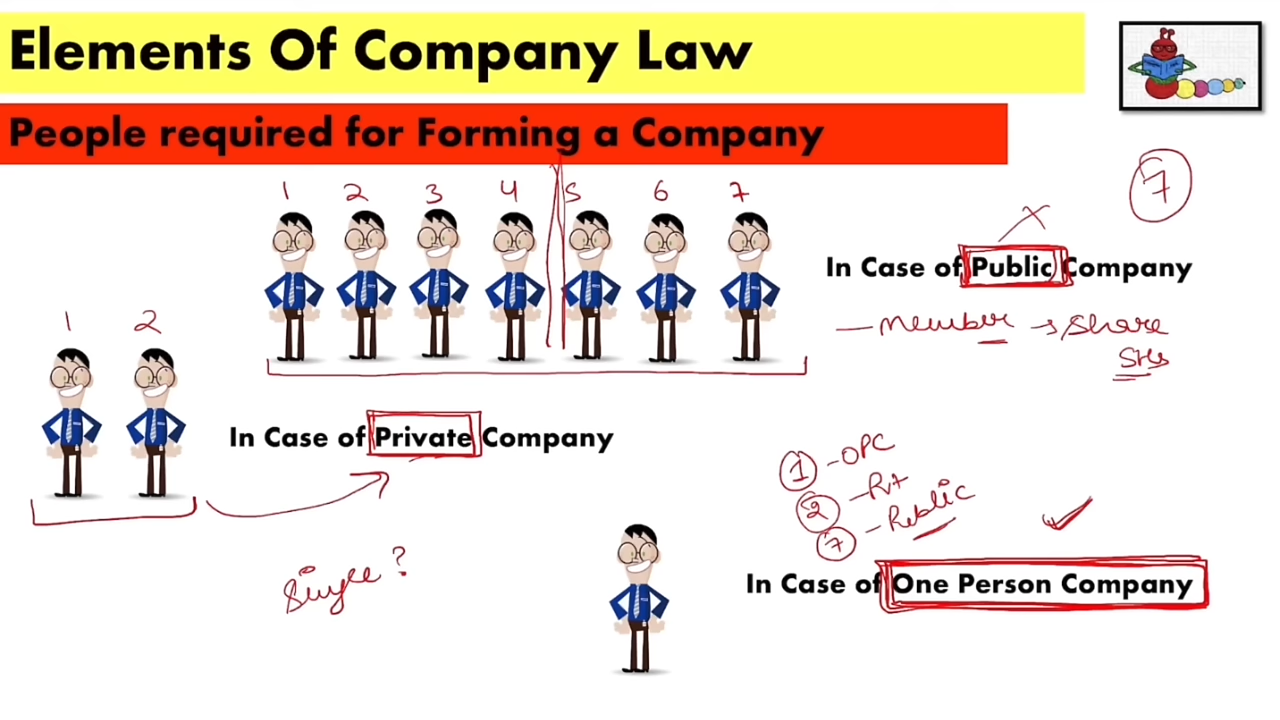 Elements Of Company Law
People required for Forming a Company
1 2 3 4 5 6 7
7
In Case of Public Company
- member → share
SHs
1 2
In Case of Private Company
1 - OPC
2 - Pvt
7 - Public
Single ?
In Case of One Person Company